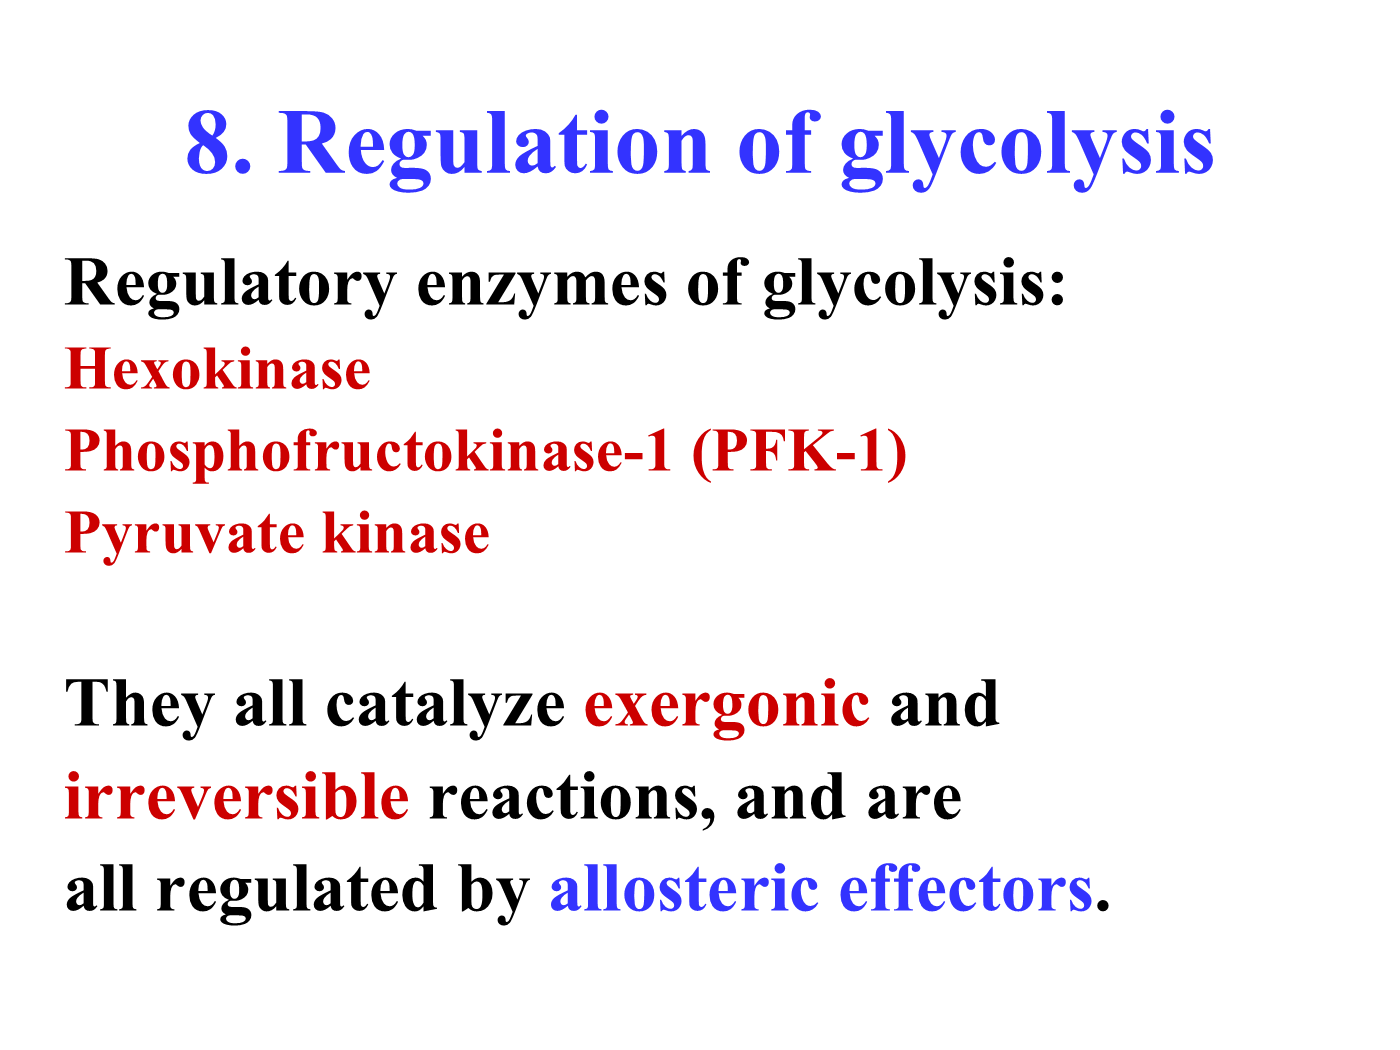 8. Regulation of glycolysis
Regulatory enzymes of glycolysis:
Hexokinase
Phosphofructokinase-1 (PFK-1)
Pyruvate kinase
They all catalyze exergonic and
irreversible reactions, and are
all regulated by allosteric effectors.